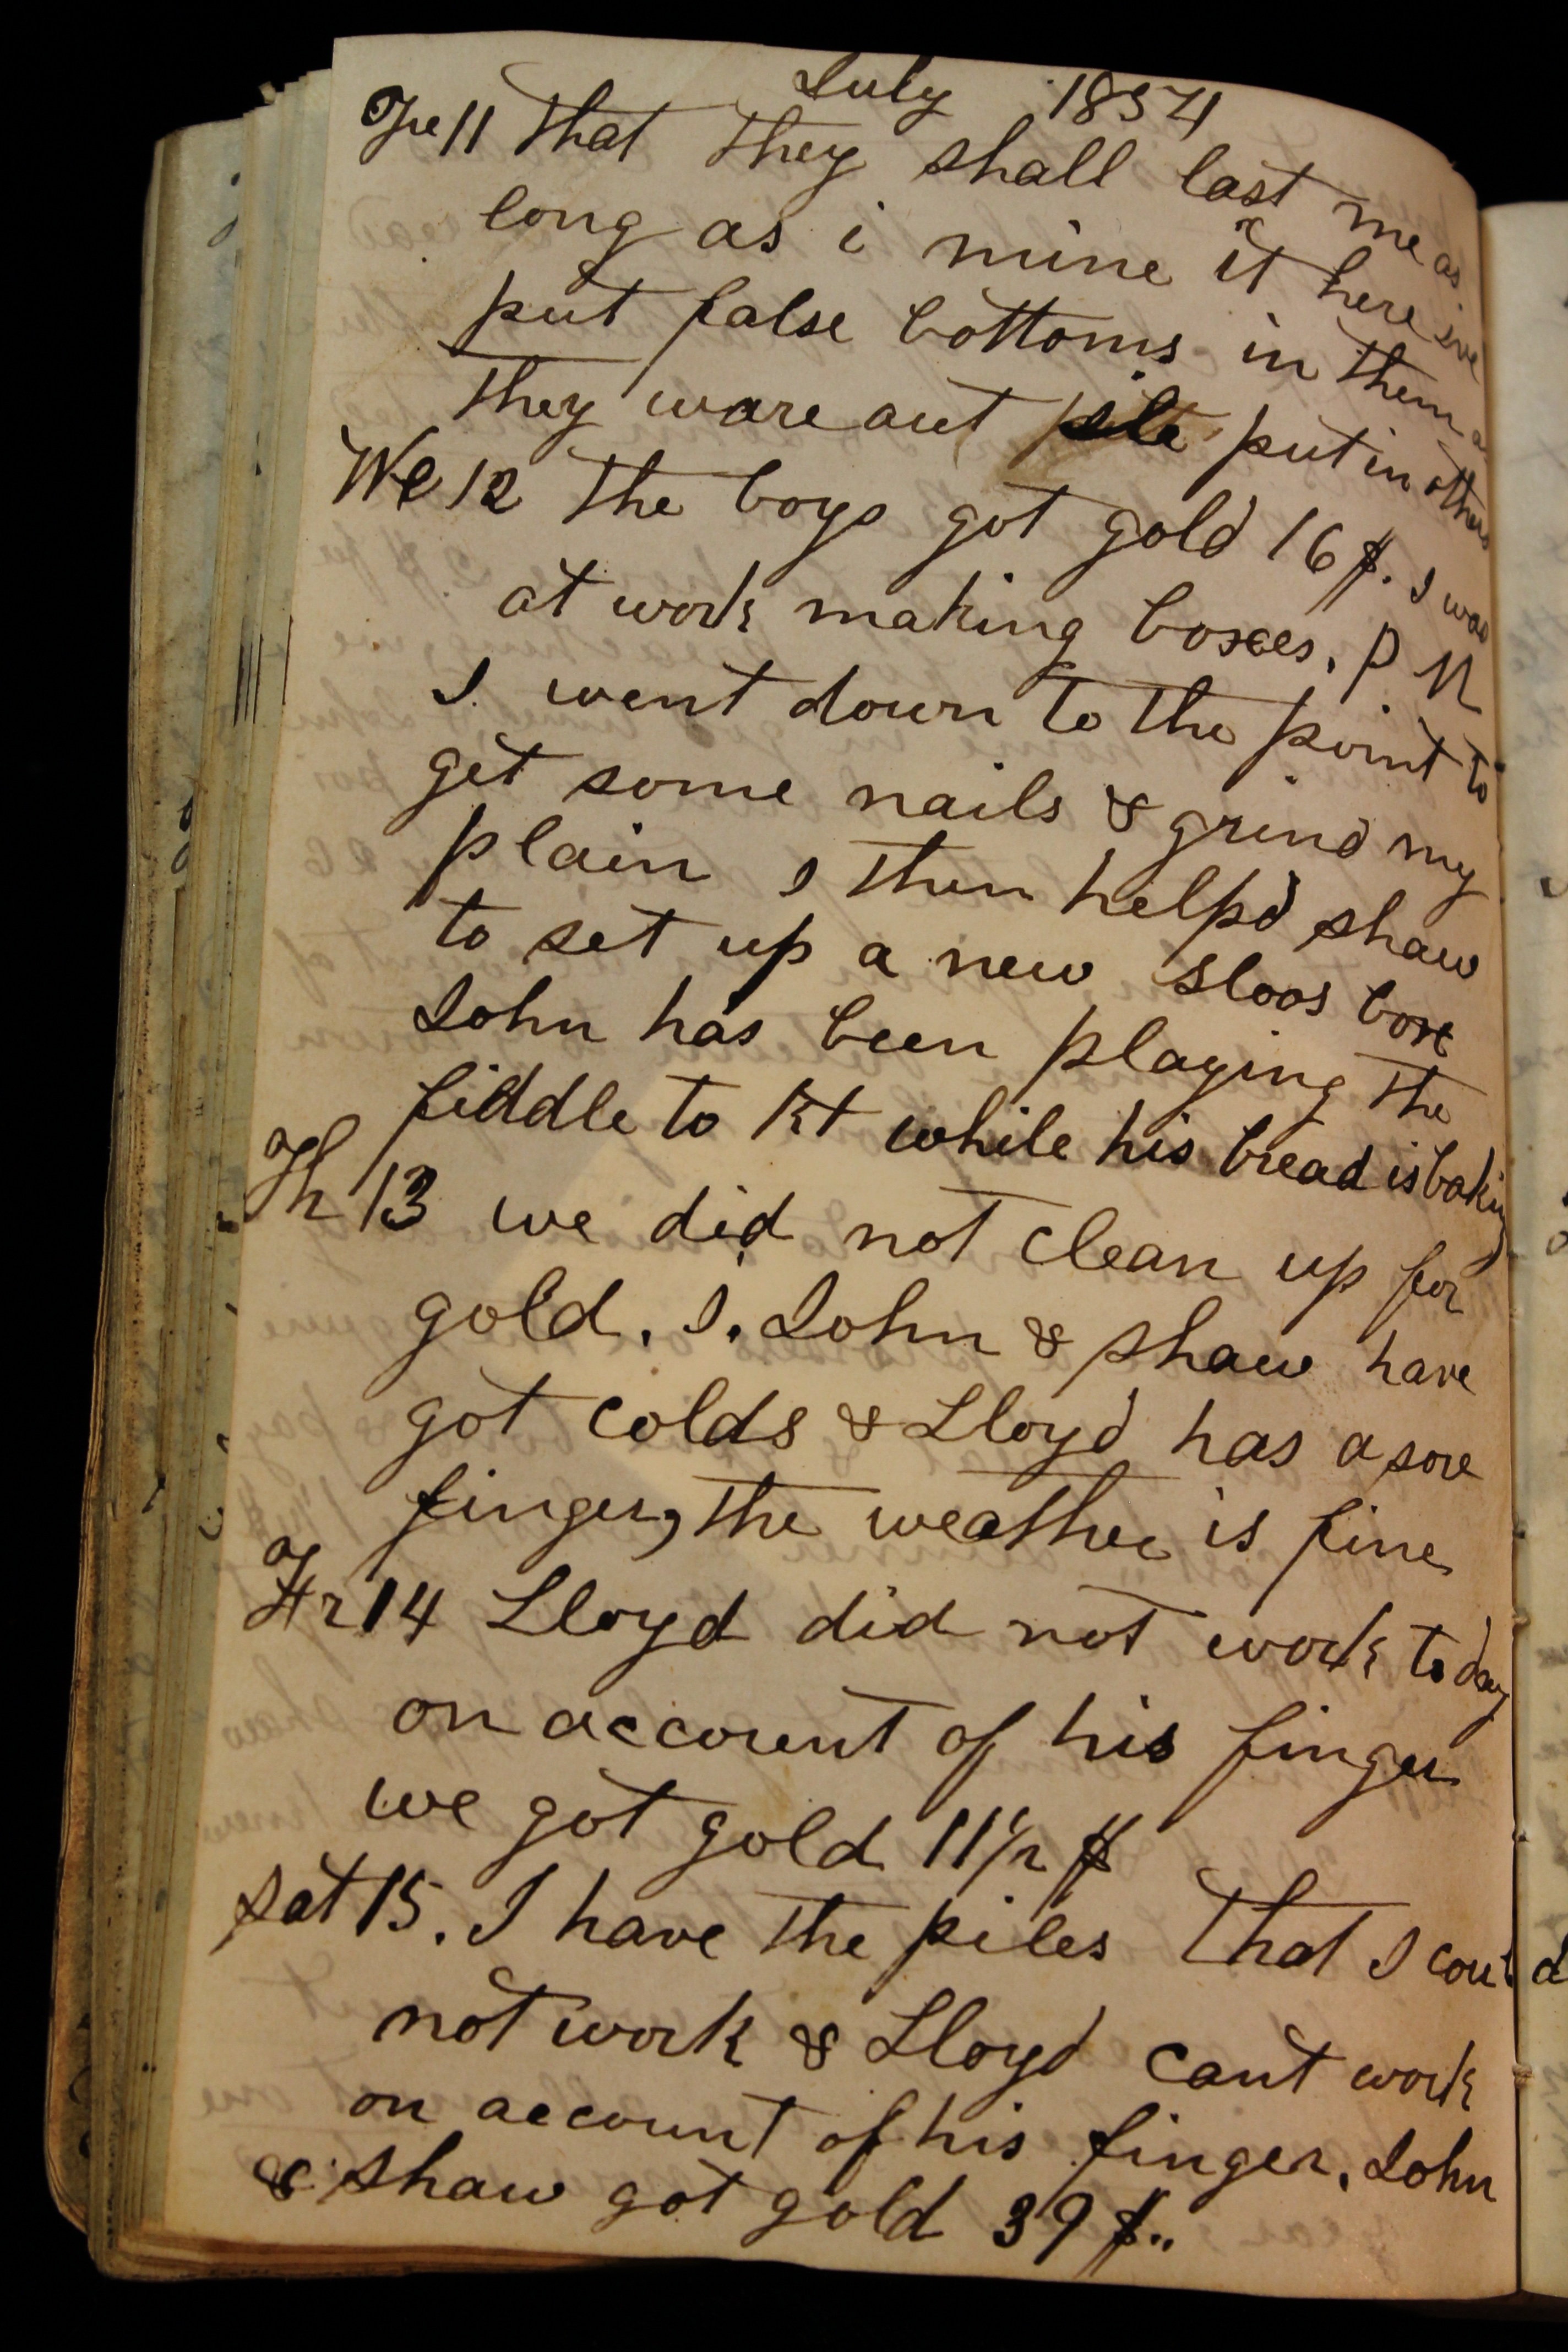 July 1854
Tue 11 that they shall last me as
long as i mine it here ive
put false bottoms in them as
they ware out ile put in others
We 12 the boys got gold 16 $. I was
at work making boxes. P M
I went down to the point to
get some nails & grind my
plain I then helpd shaw
to set up a new sloos box
John has been playing the
fiddle to Kt while his bread is baking
Th 13 we did not clean up for
gold. I. John & shaw have
got colds & Lloyd has a sore
finger, the weather is fine
Fr 14 Lloyd did not work to day
on account of his finger
we got gold 11 1/2 $
Sat 15. I have the piles that I could
not work & Lloyd cant work
on account of his finger. John
& shaw got gold 39 $..